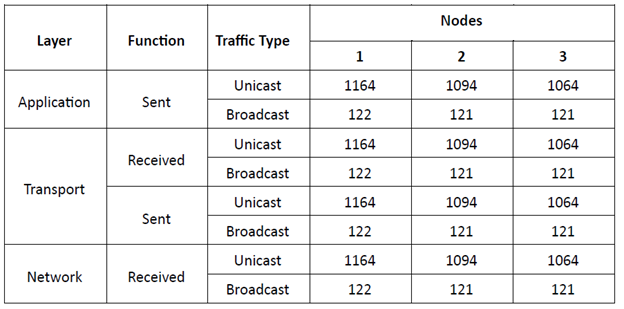 Layer Function Traffic Type Nodes
1 2 3
Application Sent Unicast 1164 1094 1064
Broadcast 122 121 121
Transport Received Unicast 1164 1094 1064
Broadcast 122 121 121
Sent Unicast 1164 1094 1064
Broadcast 122 121 121
Network Received Unicast 1164 1094 1064
Broadcast 122 121 121